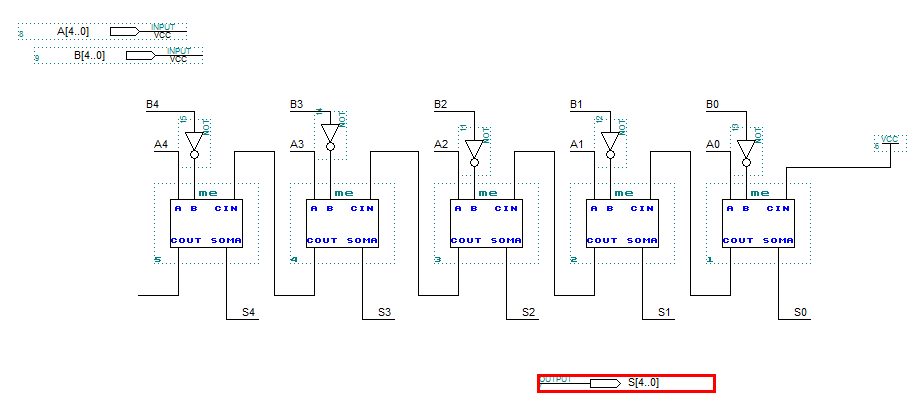 INPUT
8 A[4..0] VCC
INPUT
9 B[4..0] VCC
B4 B3 B2 B1 B0
15 NOT 14 NOT 11 NOT 12 NOT 13 NOT
A4 A3 A2 A1 A0 VCC 6
me me me me me
A B CIN A B CIN A B CIN A B CIN A B CIN
COUT SOMA COUT SOMA COUT SOMA COUT SOMA COUT SOMA
5 4 3 2 1
S4 S3 S2 S1 S0
OUTPUT S[4..0]